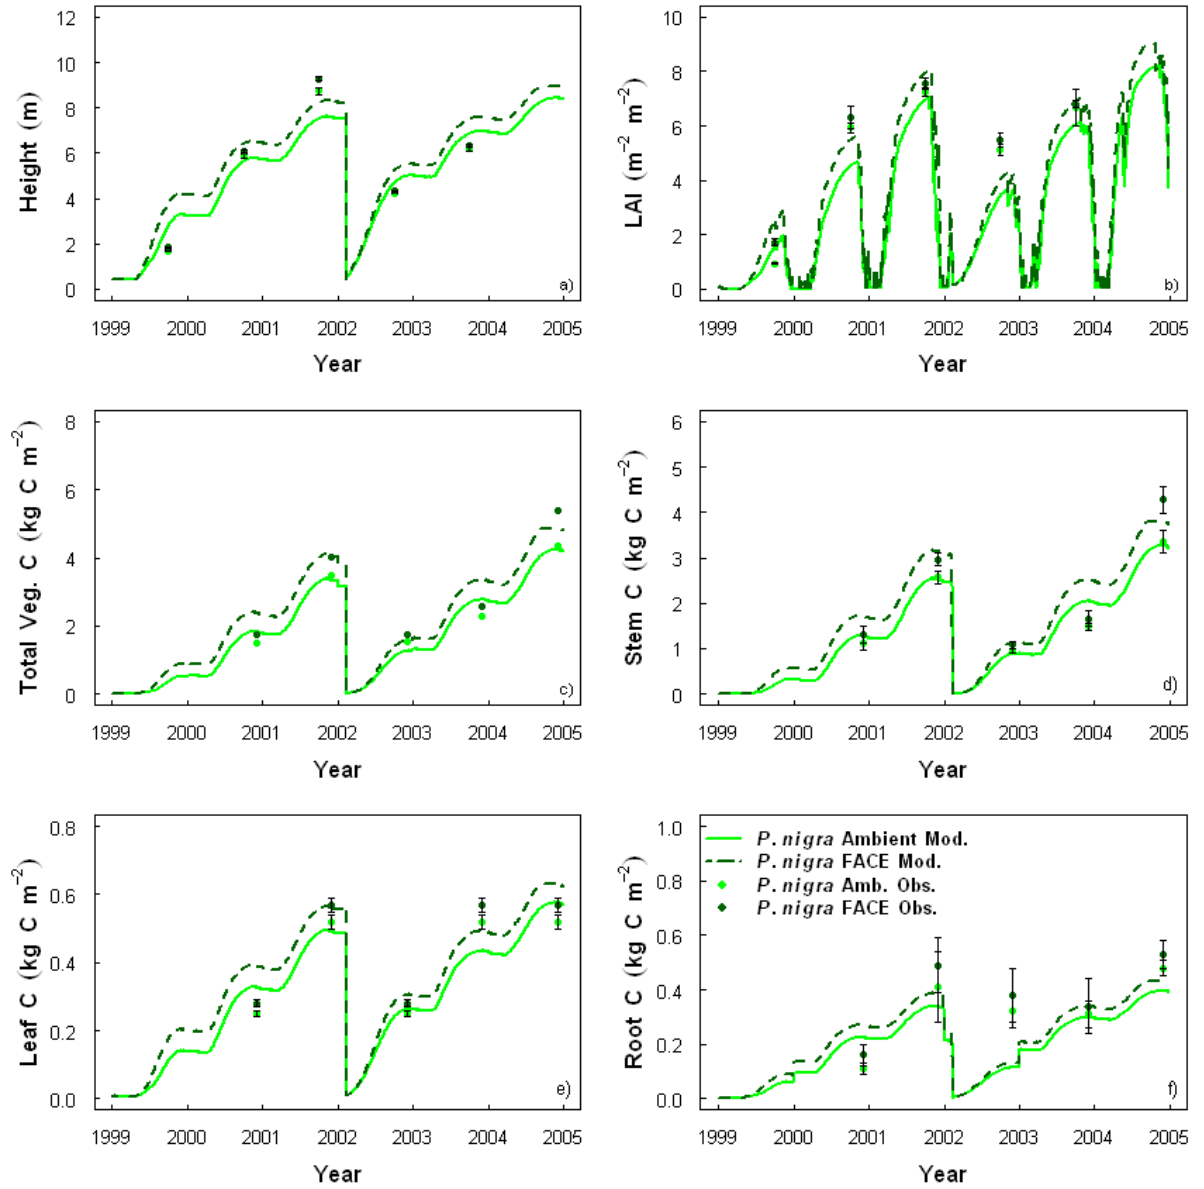 Height (m)
12
10
8
6
4
2
0
a)
1999 2000 2001 2002 2003 2004 2005
Year
LAI (m⁻² m⁻²)
10
8
6
4
2
0
b)
1999 2000 2001 2002 2003 2004 2005
Year
Total Veg. C (kg C m⁻²)
8
6
4
2
0
c)
1999 2000 2001 2002 2003 2004 2005
Year
Stem C (kg C m⁻²)
6
5
4
3
2
1
0
d)
1999 2000 2001 2002 2003 2004 2005
Year
Leaf C (kg C m⁻²)
0.8
0.6
0.4
0.2
0.0
e)
1999 2000 2001 2002 2003 2004 2005
Year
Root C (kg C m⁻²)
1.0
0.8
0.6
0.4
0.2
0.0
P. nigra Ambient Mod.
P. nigra FACE Mod.
P. nigra Amb. Obs.
P. nigra FACE Obs.
f)
1999 2000 2001 2002 2003 2004 2005
Year